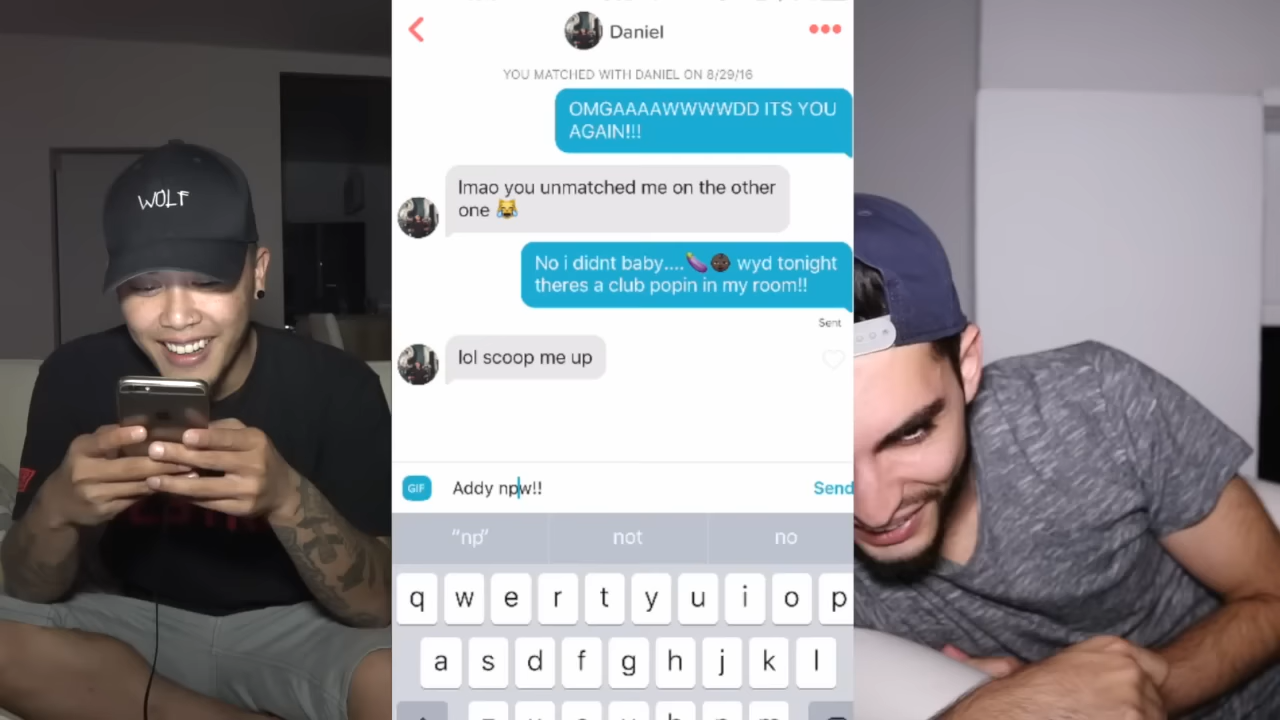 WOLF
Daniel
YOU MATCHED WITH DANIEL ON 8/29/16
OMGAAAAWWWWDD ITS YOU
AGAIN!!!
lmao you unmatched me on the other
one 😹
No i didnt baby....🍆🌚 wyd tonight
theres a club popin in my room!!
Sent
lol scoop me up
GIF
Addy npw!!
Send
“np” not no
q w e r t y u i o p
a s d f g h j k l